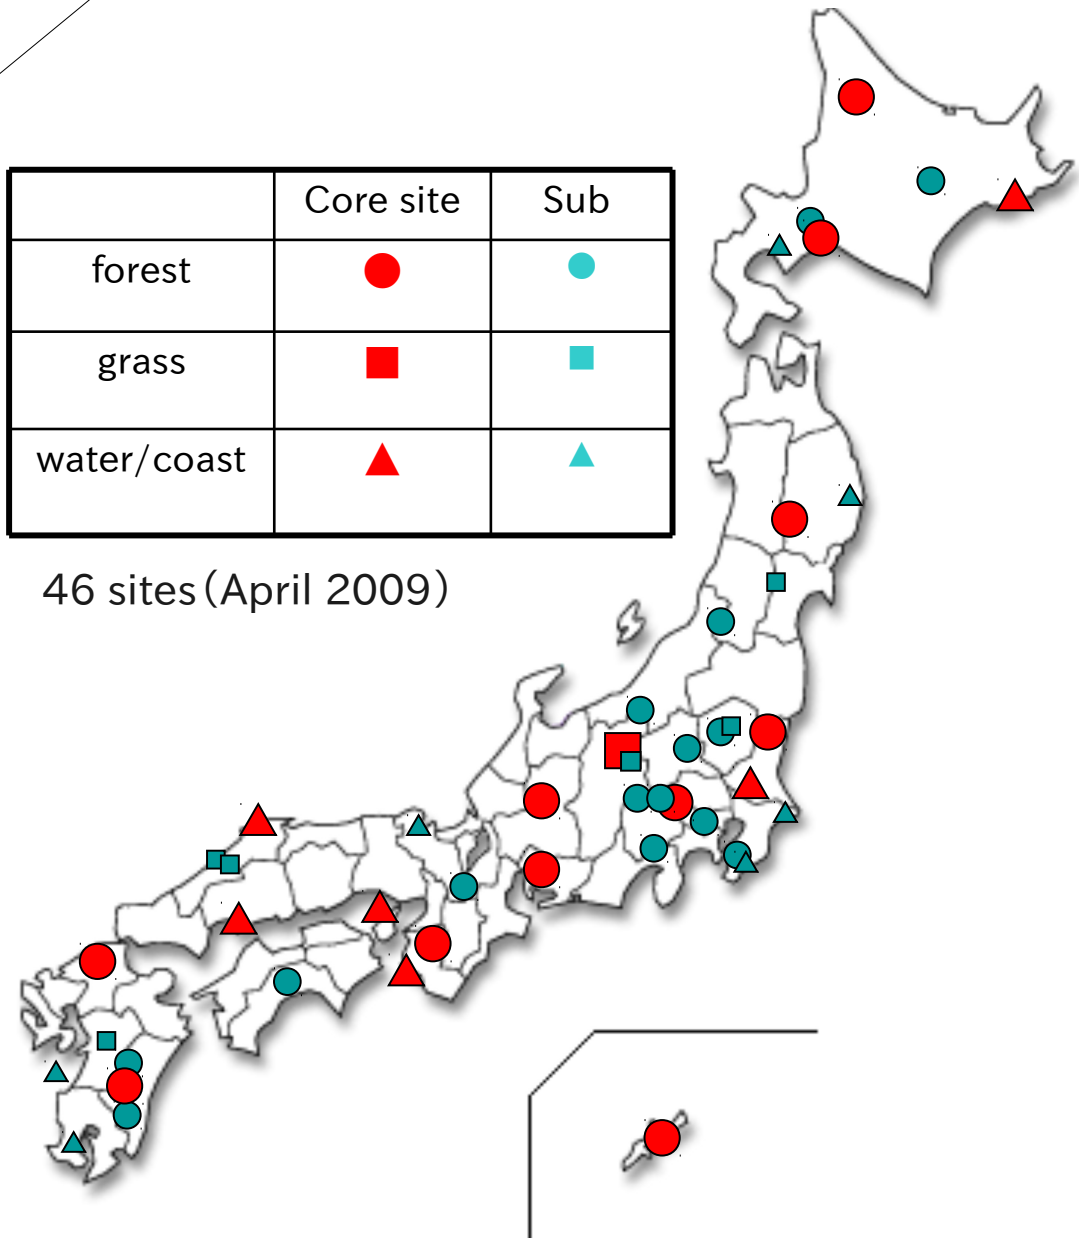 Core site Sub
forest
grass
water/coast
46 sites（April 2009）